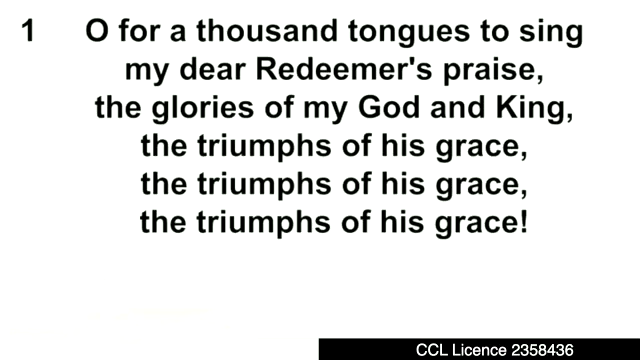 1 O for a thousand tongues to sing
my dear Redeemer's praise,
the glories of my God and King,
the triumphs of his grace,
the triumphs of his grace,
the triumphs of his grace!
CCL Licence 2358436